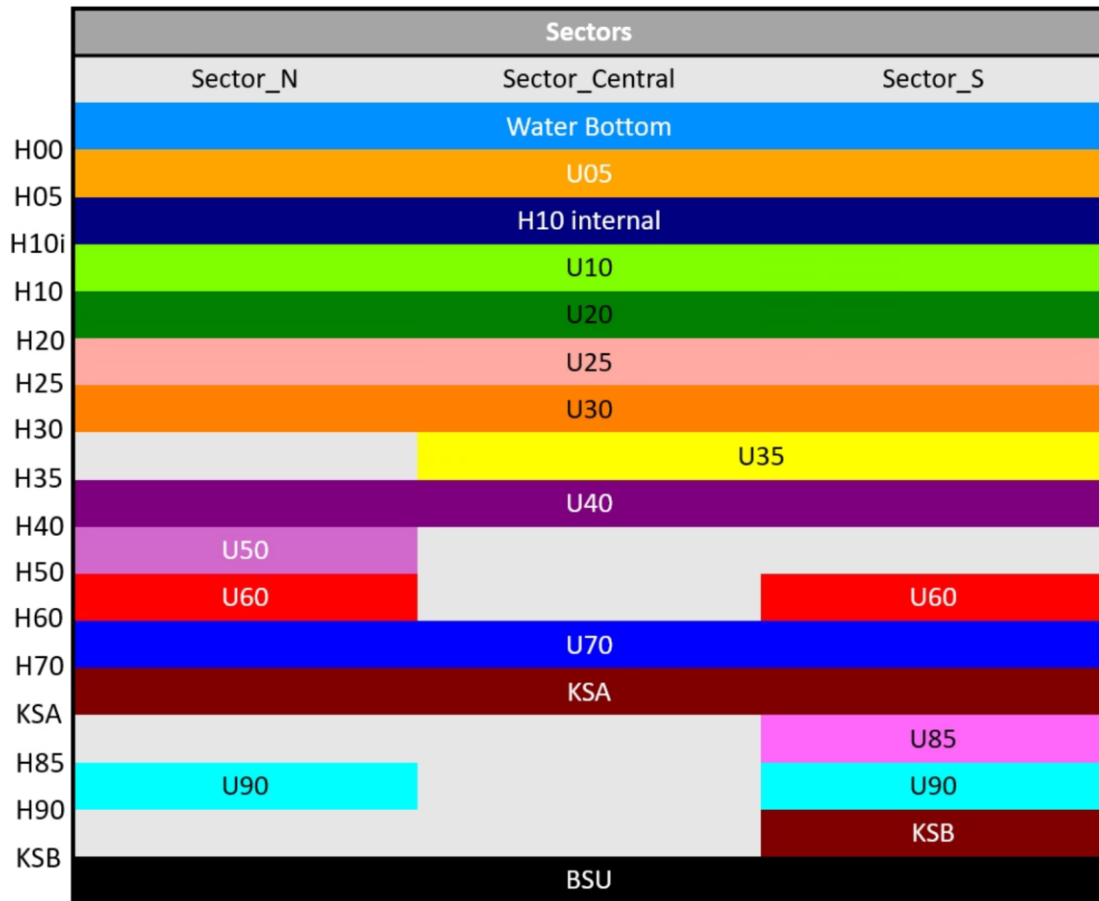 Sectors
Sector_N Sector_Central Sector_S
Water Bottom
H00
U05
H05
H10 internal
H10i
U10
H10
U20
H20
U25
H25
U30
H30
U35
H35
U40
H40
U50
H50
U60 U60
H60
U70
H70
KSA
KSA
U85
H85
U90 U90
H90
KSB
KSB
BSU